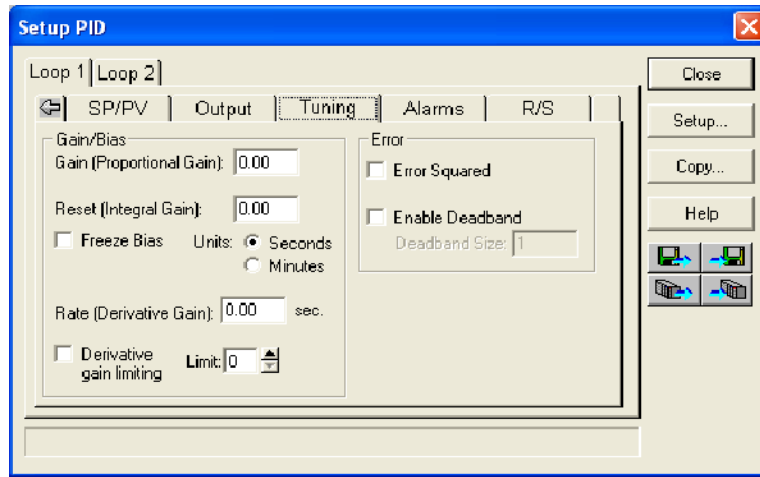 Setup PID
Loop 1 Loop 2
SP/PV Output Tuning Alarms R/S
Gain/Bias
Gain (Proportional Gain): 0.00
Reset (Integral Gain): 0.00
Freeze Bias Units: Seconds
Minutes
Rate (Derivative Gain): 0.00 sec.
Derivative
gain limiting
Limit: 0
Error
Error Squared
Enable Deadband
Deadband Size: 1
Close
Setup...
Copy...
Help